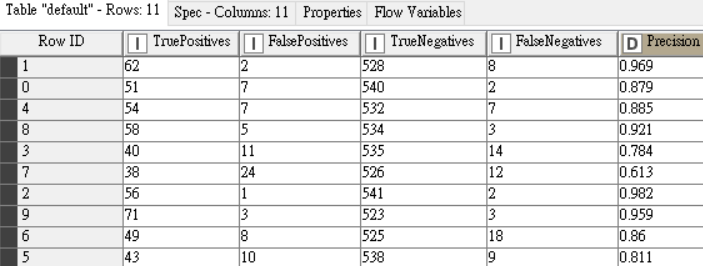 Table "default" - Rows: 11 Spec - Columns: 11 Properties Flow Variables
Row ID I TruePositives I FalsePositives I TrueNegatives I FalseNegatives D Precision
1 62 2 528 8 0.969
0 51 7 540 2 0.879
4 54 7 532 7 0.885
8 58 5 534 3 0.921
3 40 11 535 14 0.784
7 38 24 526 12 0.613
2 56 1 541 2 0.982
9 71 3 523 3 0.959
6 49 8 525 18 0.86
5 43 10 538 9 0.811